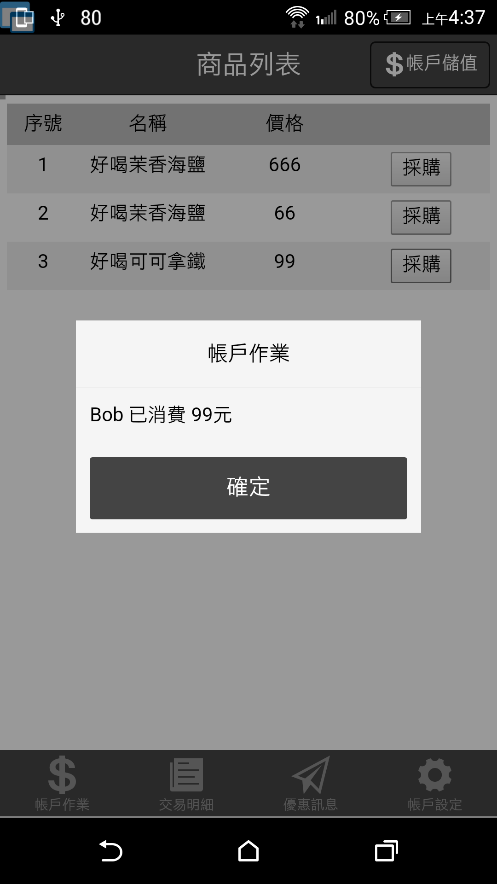 80 80% 上午4:37
商品列表 $帳戶儲值
序號 名稱 價格
1 好喝茉香海鹽 666 採購
2 好喝茉香海鹽 66 採購
3 好喝可可拿鐵 99 採購
帳戶作業
Bob 已消費 99元
確定
帳戶作業 交易明細 優惠訊息 帳戶設定